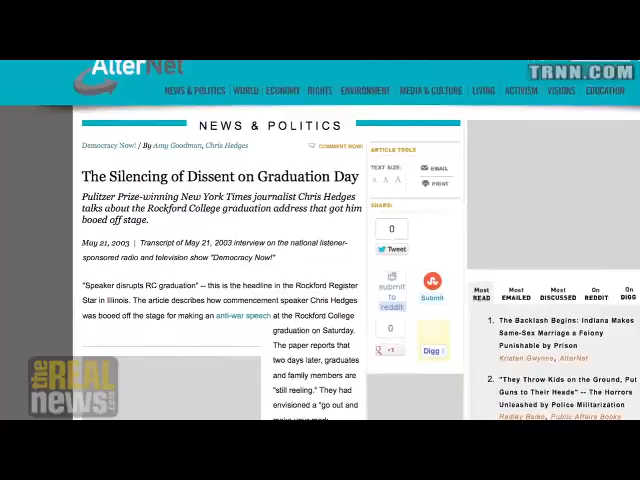 AlterNet
TRNN.COM
NEWS & POLITICS | WORLD | ECONOMY | RIGHTS | ENVIRONMENT | MEDIA & CULTURE | LIVING | ACTIVISM | VISIONS | EDUCATION
NEWS & POLITICS
Democracy Now! / By Amy Goodman, Chris Hedges
COMMENT NOW!
The Silencing of Dissent on Graduation Day
Pulitzer Prize-winning New York Times journalist Chris Hedges
talks about the Rockford College graduation address that got him
booed off stage.
May 21, 2003 | Transcript of May 21, 2003 interview on the national listener-
sponsored radio and television show "Democracy Now!"
"Speaker disrupts RC graduation" -- this is the headline in the Rockford Register
Star in Illinois. The article describes how commencement speaker Chris Hedges
was booed off the stage for making an anti-war speech at the Rockford College
graduation on Saturday.
The paper reports that
two days later, graduates
and family members are
"still reeling." They had
envisioned a "go out and
make your mark
ARTICLE TOOLS
TEXT SIZE:
A A A
EMAIL
PRINT
SHARE:
0
Tweet
submit
to
reddit
Submit
0
+1
Digg
Most
READ
Most
EMAILED
Most
DISCUSSED
On
REDDIT
On
DIGG
1. The Backlash Begins: Indiana Makes
Same-Sex Marriage a Felony
Punishable by Prison
Kristen Gwynne, AlterNet
2. "They Throw Kids on the Ground, Put
Guns to Their Heads" -- The Horrors
Unleashed by Police Militarization
Radley Balko, Public Affairs Books
the REAL
news.com